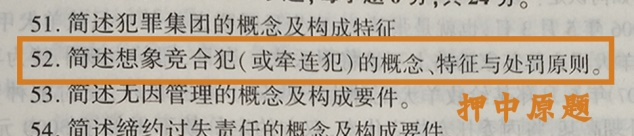 51. 简述犯罪集团的概念及构成特征
52. 简述想象竞合犯(或牵连犯)的概念、特征与处罚原则。
53. 简述无因管理的概念及构成要件。
押中原题
54. 简述缔约过失责任的概念及构成要件